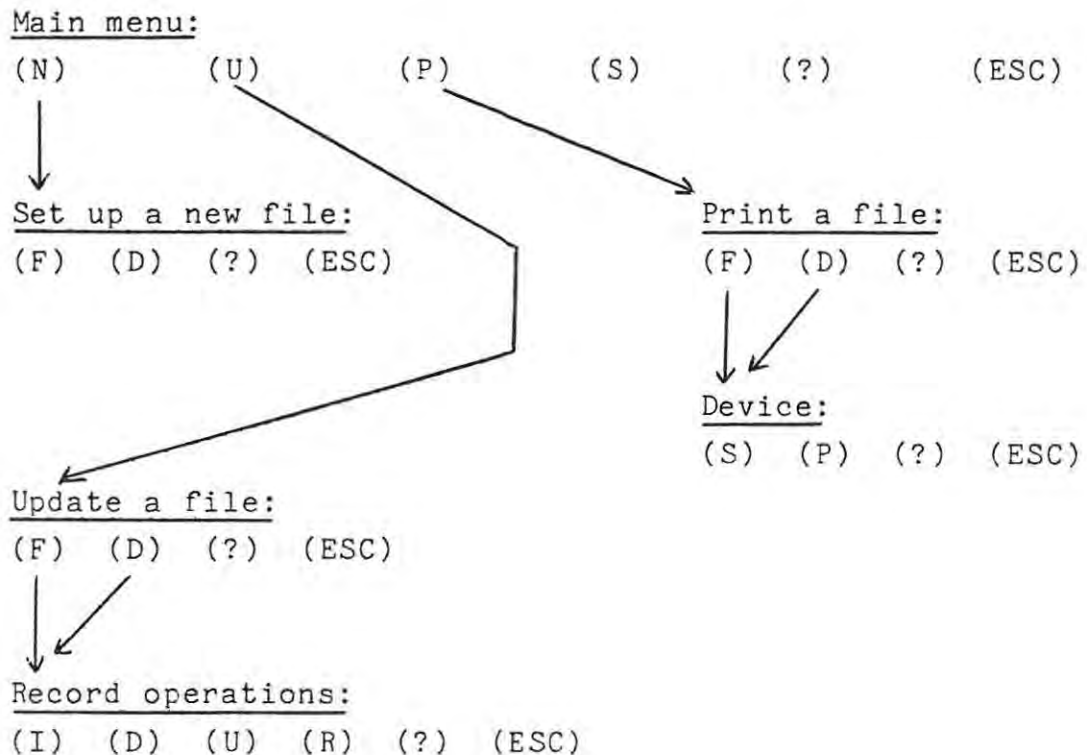 Main menu:
(N) (U) (P) (S) (?) (ESC)
Set up a new file:
(F) (D) (?) (ESC)
Print a file:
(F) (D) (?) (ESC)
Device:
(S) (P) (?) (ESC)
Update a file:
(F) (D) (?) (ESC)
Record operations:
(I) (D) (U) (R) (?) (ESC)